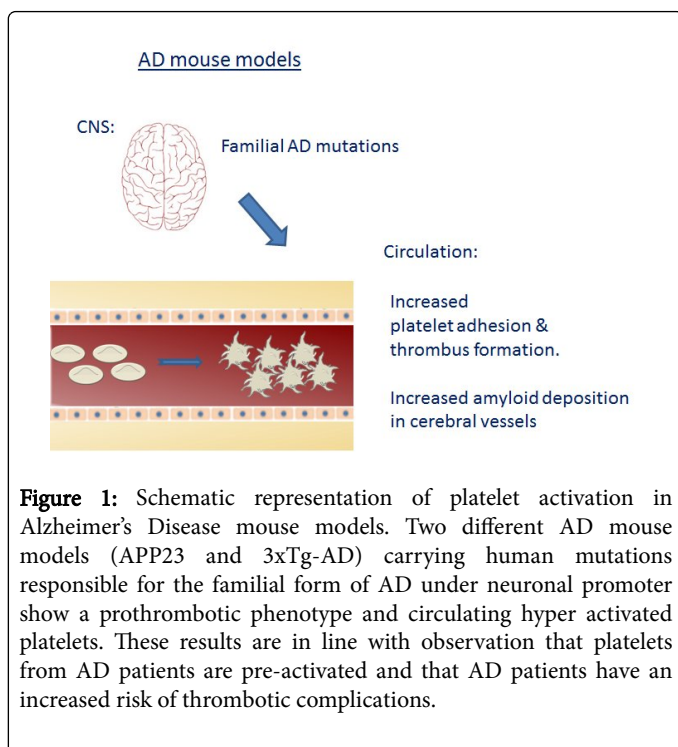 AD mouse models
CNS:
Familial AD mutations
Circulation:
Increased
platelet adhesion &
thrombus formation.
Increased amyloid deposition
in cerebral vessels
Figure 1: Schematic representation of platelet activation in
Alzheimer's Disease mouse models. Two different AD mouse
models (APP23 and 3xTg-AD) carrying human mutations
responsible for the familial form of AD under neuronal promoter
show a prothrombotic phenotype and circulating hyper activated
platelets. These results are in line with observation that platelets
from AD patients are pre-activated and that AD patients have an
increased risk of thrombotic complications.